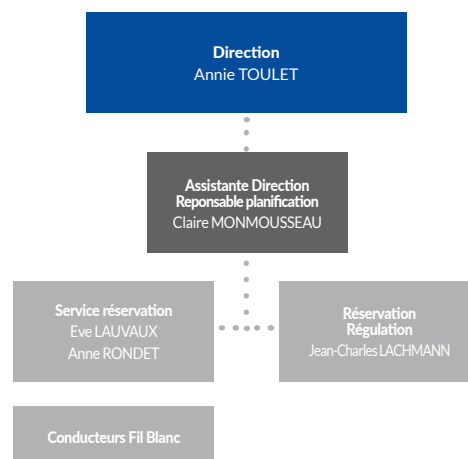 Direction
Annie TOULET
Assistante Direction
Reponsable planification
Claire MONMOUSSEAU
Service réservation
Eve LAUVAUX
Anne RONDET
Réservation
Régulation
Jean-Charles LACHMANN
Conducteurs Fil Blanc